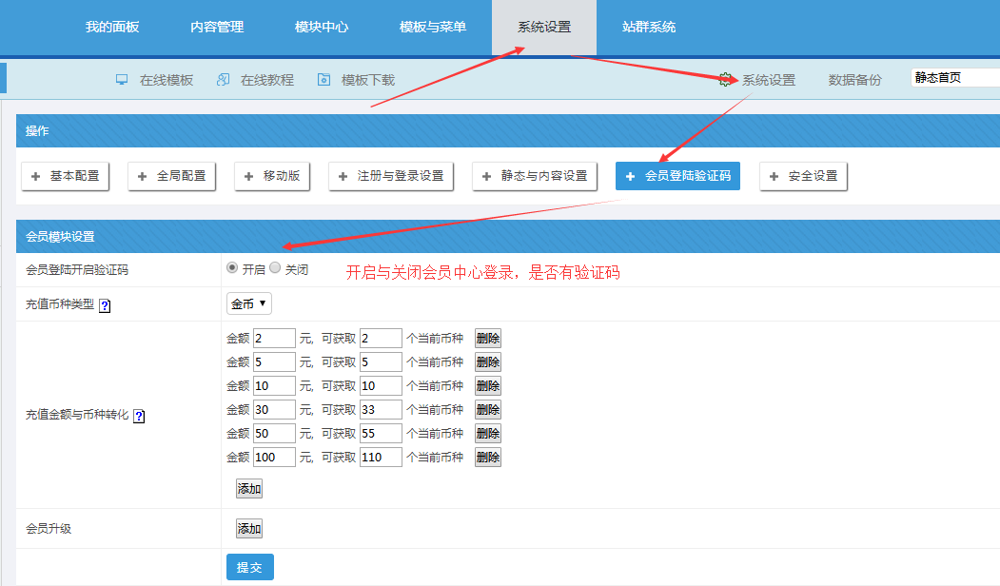 我的面板 内容管理 模块中心 模板与菜单 系统设置 站群系统
在线模板 在线教程 模板下载 系统设置 数据备份 静态首页
操作
+ 基本配置 + 全局配置 + 移动版 + 注册与登录设置 + 静态与内容设置 + 会员登陆验证码 + 安全设置
会员模块设置
会员登陆开启验证码 开启 关闭 开启与关闭会员中心登录，是否有验证码
充值币种类型 ? 金币 ▼
金额 2 元, 可获取 2 个当前币种 删除
金额 5 元, 可获取 5 个当前币种 删除
金额 10 元, 可获取 10 个当前币种 删除
金额 30 元, 可获取 33 个当前币种 删除
充值金额与币种转化 ?
金额 50 元, 可获取 55 个当前币种 删除
金额 100 元, 可获取 110 个当前币种 删除
添加
会员升级 添加
提交